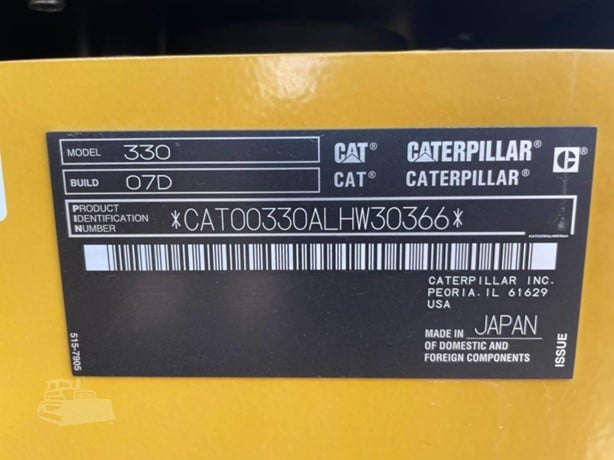 MODEL 330 CAT® CATERPILLAR® C®
BUILD 07D CAT® CATERPILLAR®
PRODUCT IDENTIFICATION NUMBER *CAT00330ALHW30366*
*CAT00330ALHW30366*
CATERPILLAR INC.
PEORIA. IL 61629
USA
MADE IN JAPAN
OF DOMESTIC AND
FOREIGN COMPONENTS
ISSUE
515-7905